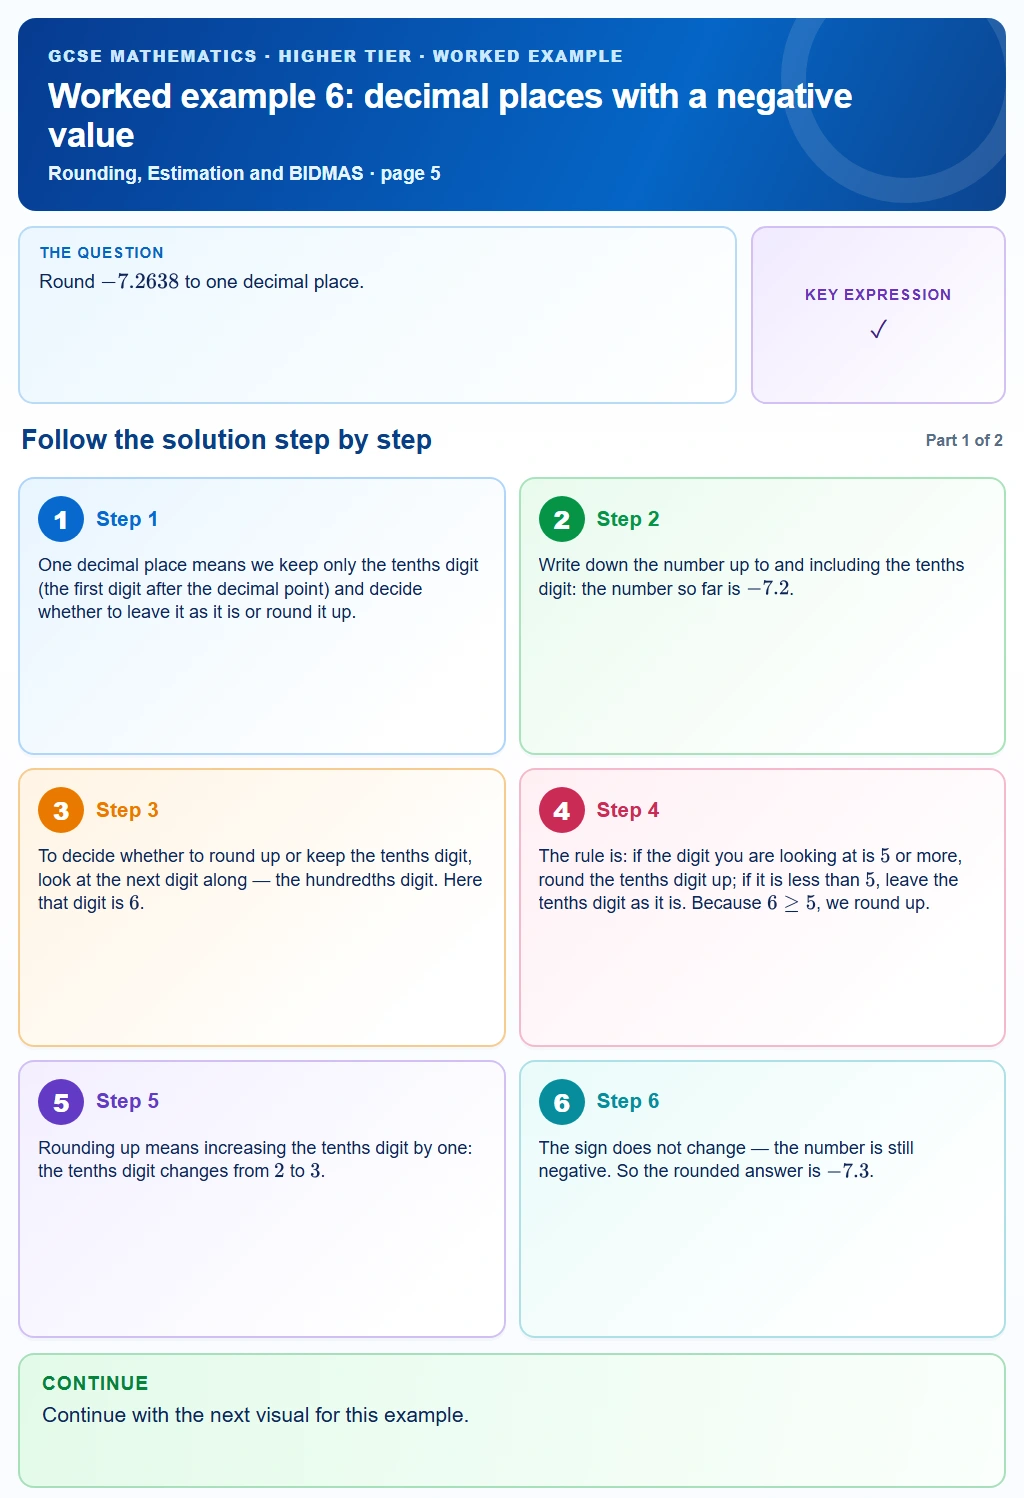 GCSE MATHEMATICS · HIGHER TIER · WORKED EXAMPLE
Worked example 6: decimal places with a negative
value
Rounding, Estimation and BIDMAS · page 5
THE QUESTION
Round −7.2638 to one decimal place.
KEY EXPRESSION
✓
Follow the solution step by step
Part 1 of 2
1 Step 1
One decimal place means we keep only the tenths digit
(the first digit after the decimal point) and decide
whether to leave it as it is or round it up.
2 Step 2
Write down the number up to and including the tenths
digit: the number so far is −7.2.
3 Step 3
To decide whether to round up or keep the tenths digit,
look at the next digit along — the hundredths digit. Here
that digit is 6.
4 Step 4
The rule is: if the digit you are looking at is 5 or more,
round the tenths digit up; if it is less than 5, leave the
tenths digit as it is. Because 6 ≥ 5, we round up.
5 Step 5
Rounding up means increasing the tenths digit by one:
the tenths digit changes from 2 to 3.
6 Step 6
The sign does not change — the number is still
negative. So the rounded answer is −7.3.
CONTINUE
Continue with the next visual for this example.